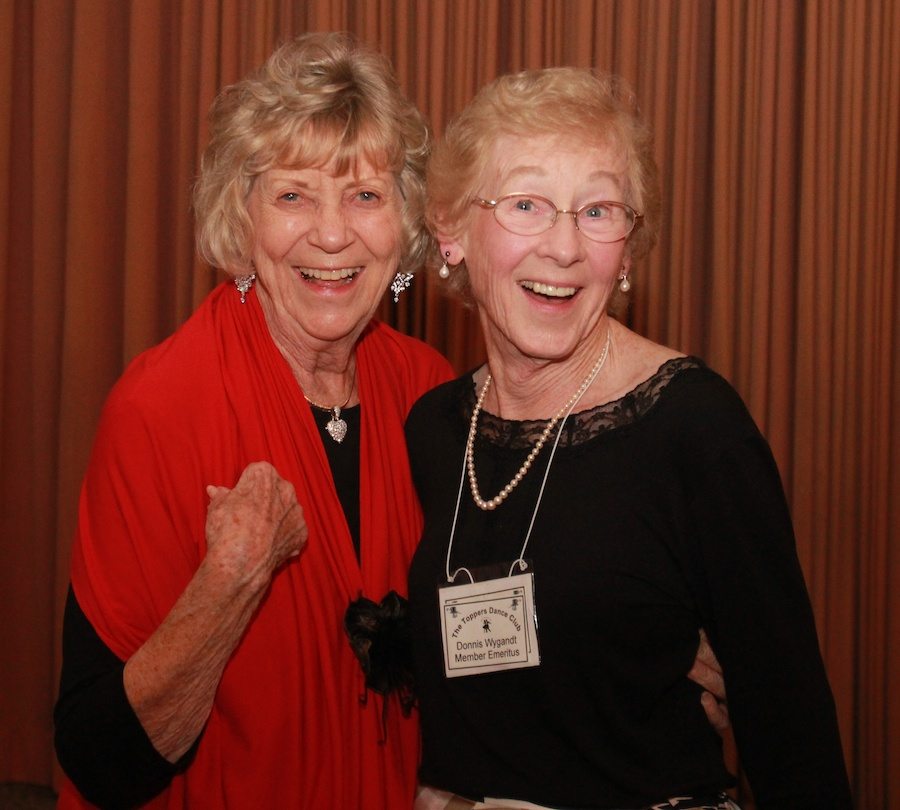 The Toppers Dance Club
Donnis Wygandt
Member Emeritus